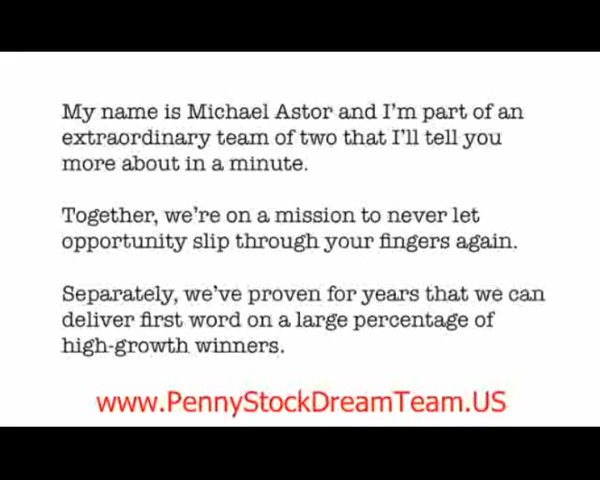 My name is Michael Astor and I'm part of an
extraordinary team of two that I'll tell you
more about in a minute.
Together, we're on a mission to never let
opportunity slip through your fingers again.
Separately, we've proven for years that we can
deliver first word on a large percentage of
high-growth winners.
www.PennyStockDreamTeam.US